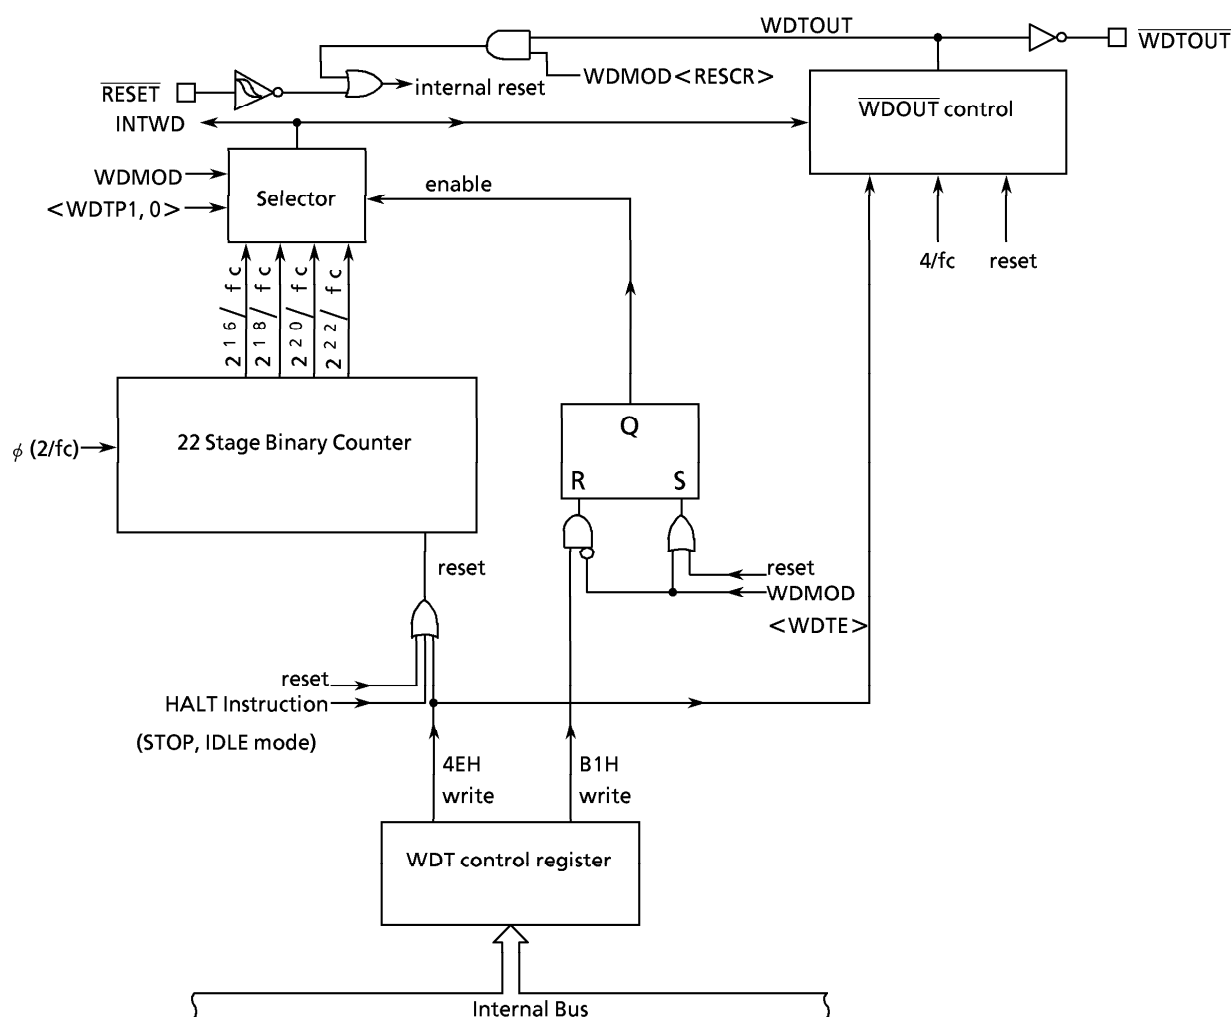 WDTOUT
WDTOUT
WDMOD<RESCR>
RESET
internal reset
WDOUT control
INTWD
WDMOD
enable
Selector
<WDTP1, 0>
4/fc
reset
216/ fc
218/ fc
220/ fc
222/ fc
Q
22 Stage Binary Counter
ϕ (2/fc)
R
S
reset
reset
WDMOD
<WDTE>
reset
HALT Instruction
(STOP, IDLE mode)
4EH
write
B1H
write
WDT control register
Internal Bus